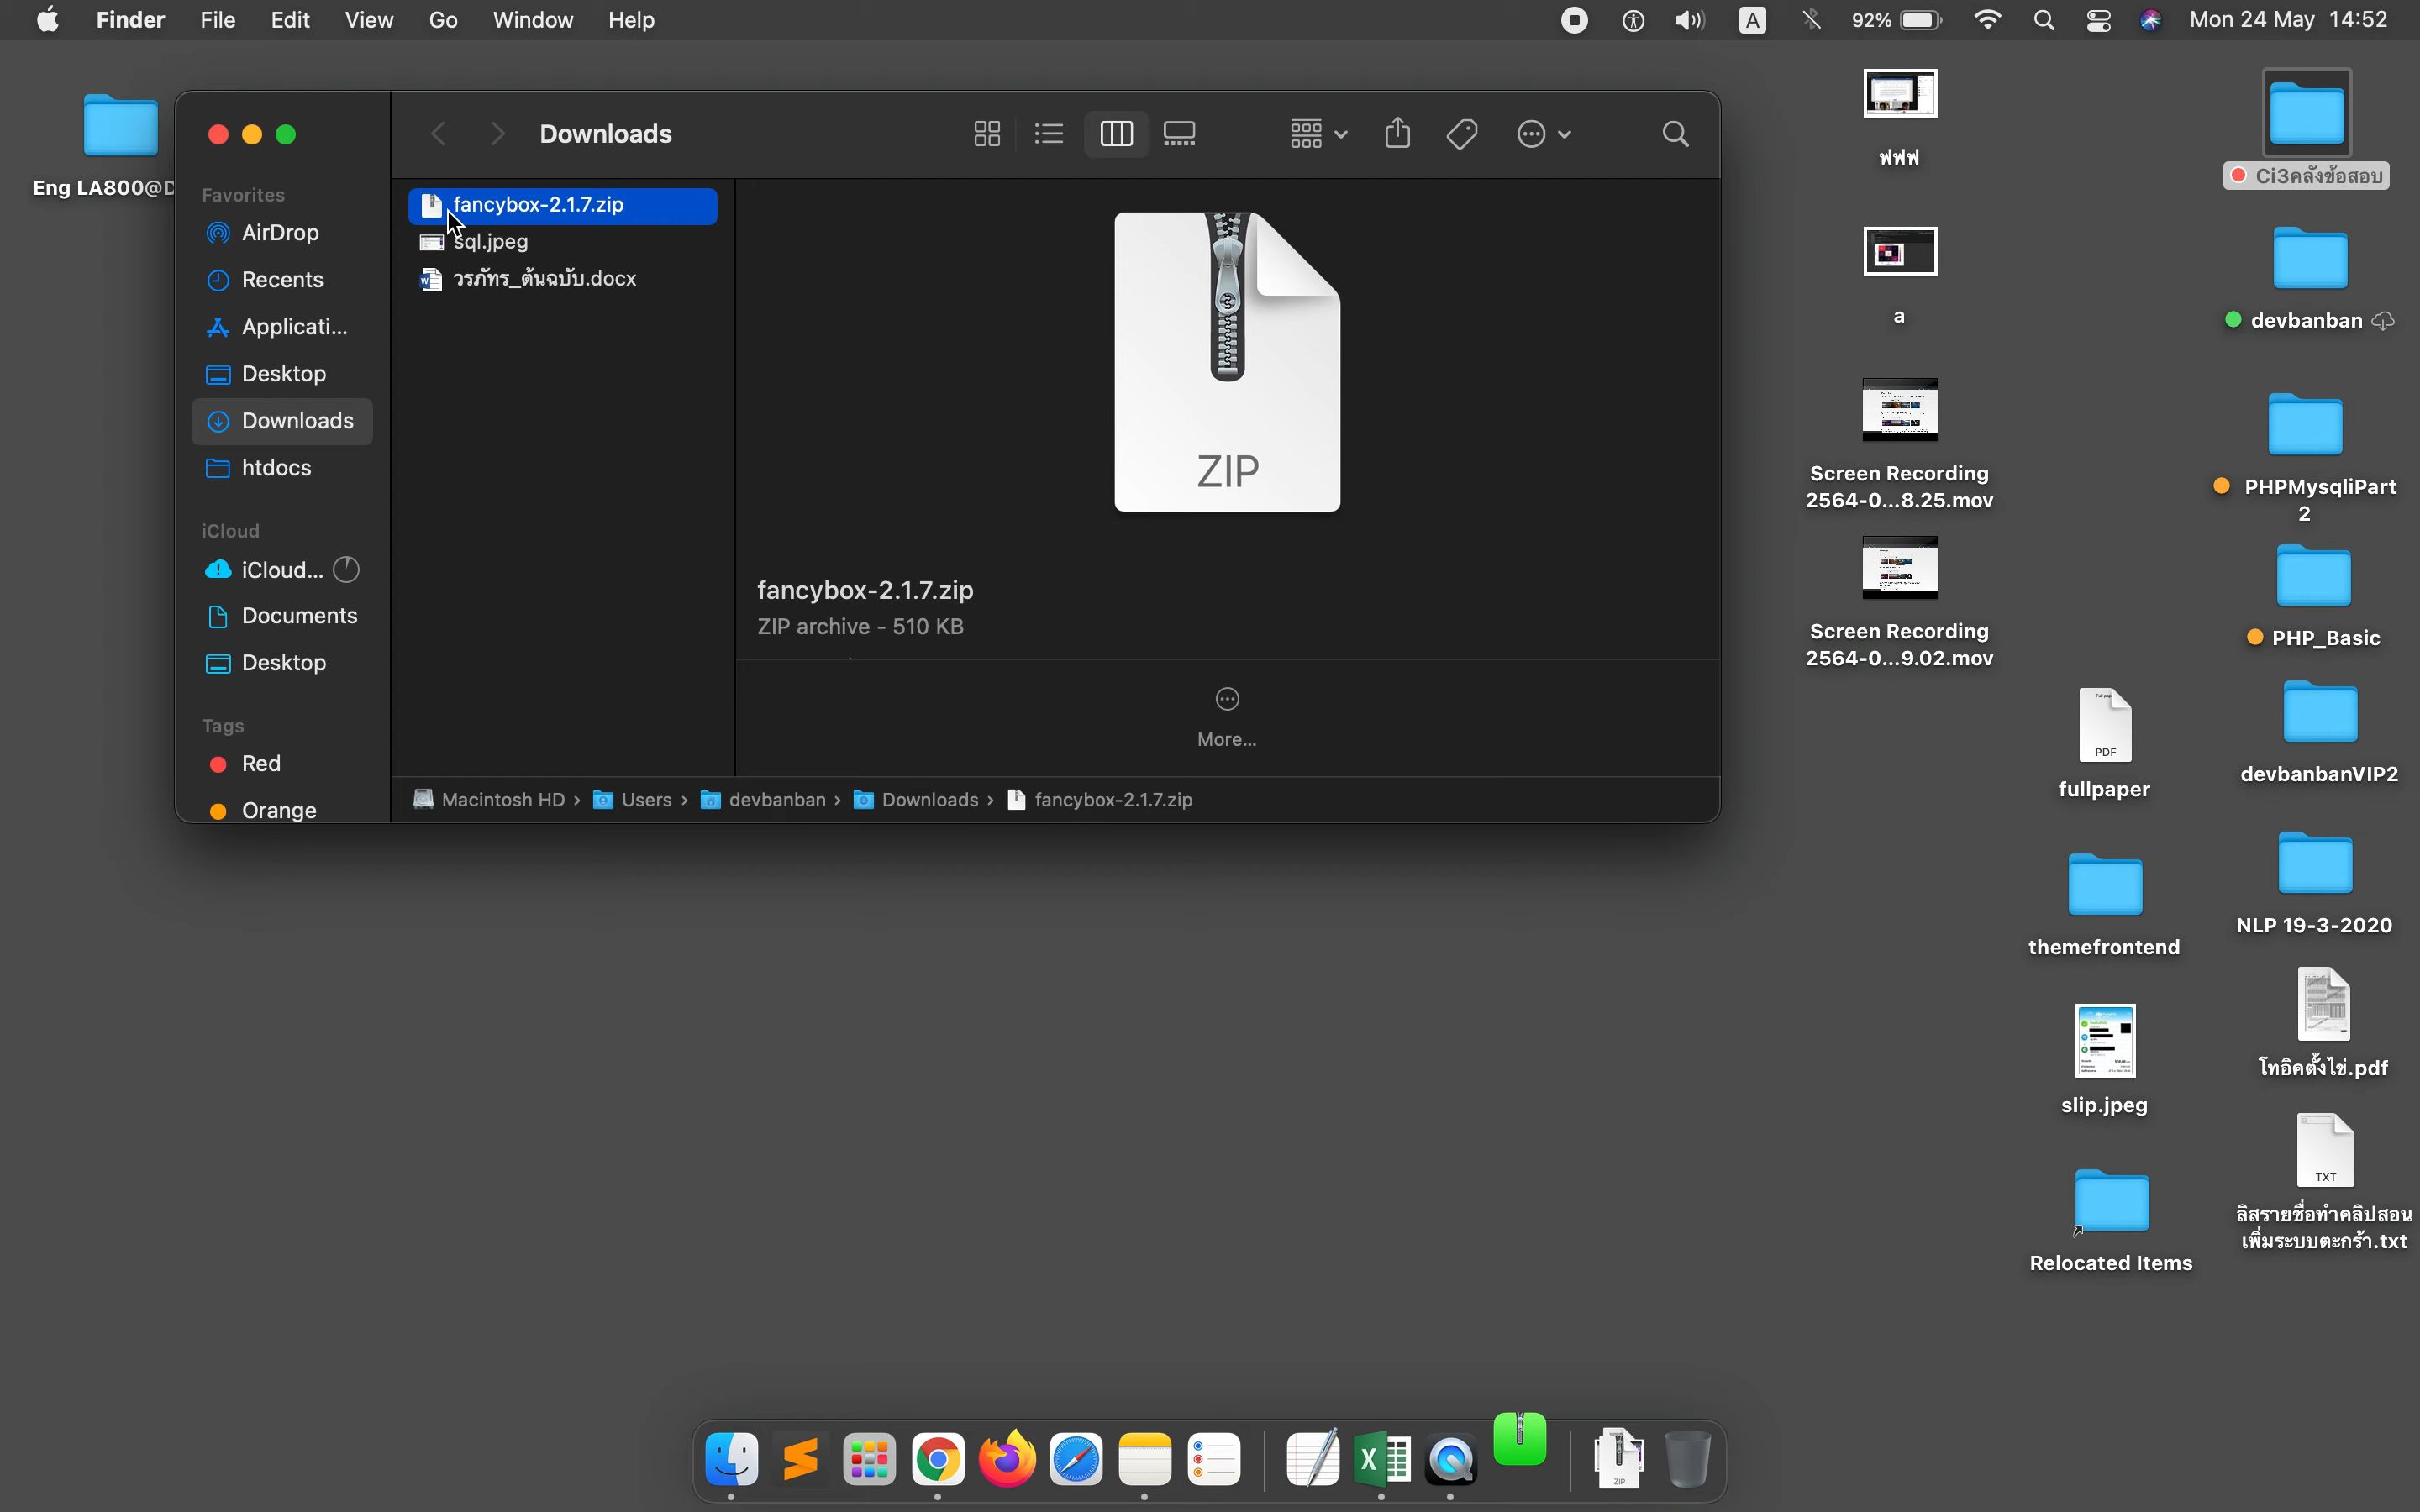 Finder File Edit View Go Window Help
A 92% Mon 24 May 14:52
Eng LA800@D
Downloads
Favorites
AirDrop
Recents
Applicati...
Desktop
Downloads
htdocs
iCloud
iCloud...
Documents
Desktop
Tags
Red
Orange
fancybox-2.1.7.zip
sql.jpeg
วรภัทร_ต้นฉบับ.docx
ZIP
fancybox-2.1.7.zip
ZIP archive - 510 KB
More...
Macintosh HD › Users › devbanban › Downloads › fancybox-2.1.7.zip
ฟฟฟ
a
Screen Recording
2564-0...8.25.mov
Screen Recording
2564-0...9.02.mov
PDF
fullpaper
themefrontend
slip.jpeg
Relocated Items
Ci3คลังข้อสอบ
devbanban
PHPMysqliPart
2
PHP_Basic
devbanbanVIP2
NLP 19-3-2020
โทอิคตั้งไข่.pdf
TXT
ลิสรายชื่อทำคลิปสอน
เพิ่มระบบตะกร้า.txt
ZIP